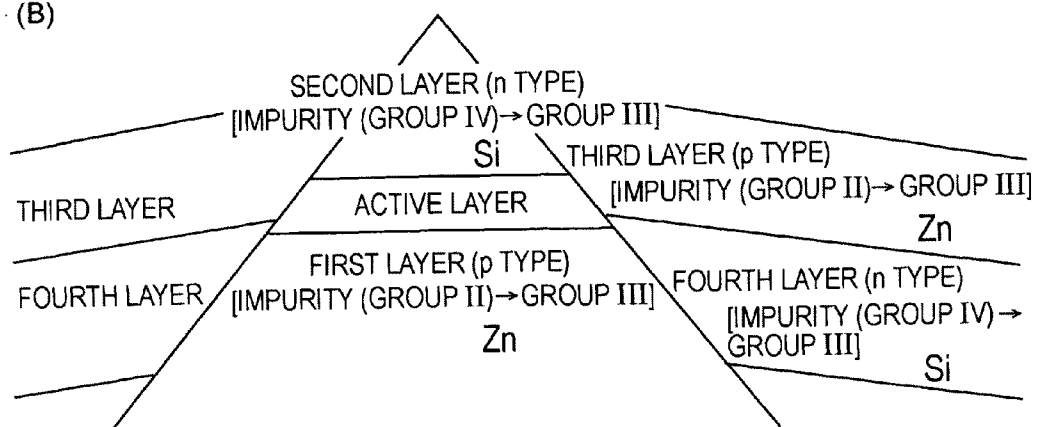 (B)
SECOND LAYER (n TYPE)
[IMPURITY (GROUP IV)→GROUP III]
Si
THIRD LAYER (p TYPE)
[IMPURITY (GROUP II)→GROUP III]
Zn
THIRD LAYER
ACTIVE LAYER
FIRST LAYER (p TYPE)
[IMPURITY (GROUP II)→GROUP III]
Zn
FOURTH LAYER
FOURTH LAYER (n TYPE)
[IMPURITY (GROUP IV)→
GROUP III]
Si